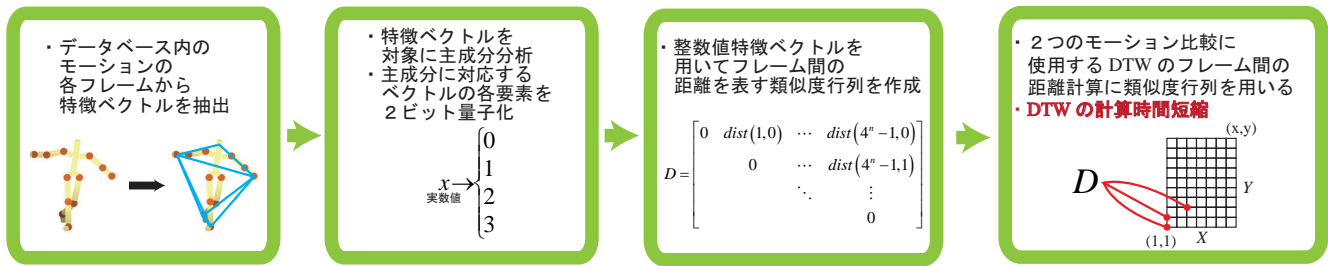 ・データベース内の
モーションの
各フレームから
特徴ベクトルを抽出
・特徴ベクトルを
対象に主成分分析
・主成分に対応する
ベクトルの各要素を
２ビット量子化
x→{0
1
2
3
実数値
・整数値特徴ベクトルを
用いてフレーム間の
距離を表す類似度行列を作成
D = [0 dist(1,0) ⋯ dist(4ⁿ−1,0)
0 ⋯ dist(4ⁿ−1,1)
⋱ ⋮
0]
・２つのモーション比較に
使用する DTW のフレーム間の
距離計算に類似度行列を用いる
・DTW の計算時間短縮
(x,y)
D
Y
(1,1)
X